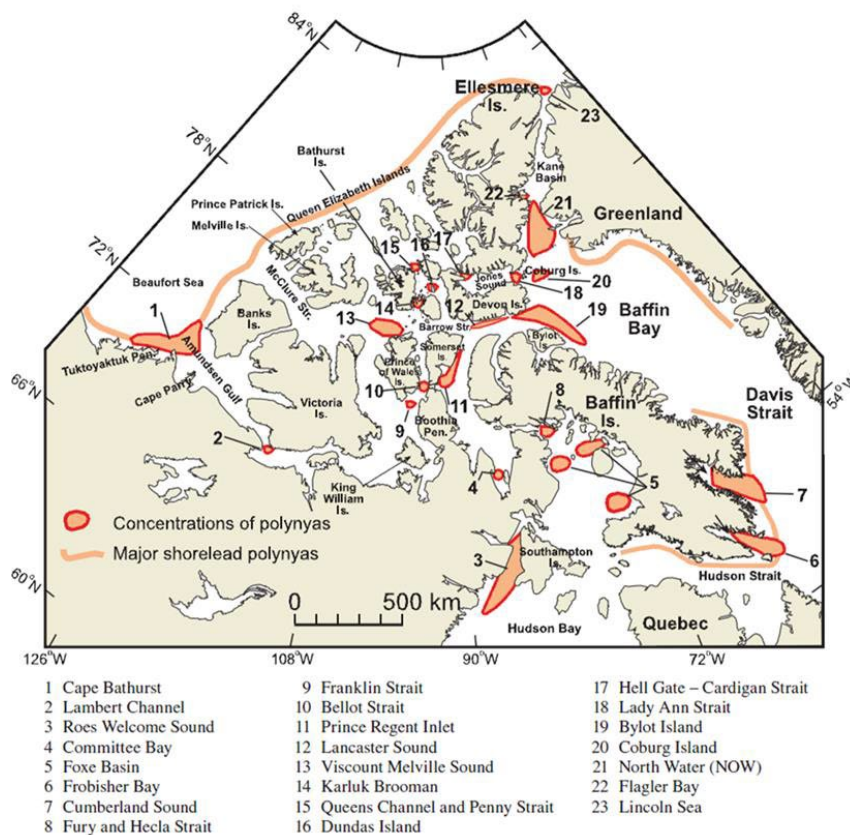 84°N
Ellesmere
Is.
23
78°N
Bathurst
Is.
Kane
Basin
Queen Elizabeth Islands
22
21
Prince Patrick Is.
Greenland
Melville Is.
17
16
15
72°N
McClure Str.
Coburg Is.
Jones
Sound
20
Beaufort Sea
18
Devon Is.
1
14
12
19
Baffin
Bay
Banks
Is.
13
Barrow Str.
Bylot
Is.
Somerset
Is.
Tuktoyaktuk Pen.
Amundsen Gulf
Prince
of Wales
Is.
66°N
Cape Parry
10
Davis
Strait
54°N
11
8
Baffin
Is.
Victoria
Is.
9
Boothia
Pen.
2
4
5
7
King
William
Is.
Concentrations of polynyas
Major shorelead polynyas
3
Southampton
Is.
6
60°N
Hudson Strait
0 500 km
Hudson Bay
Quebec
126°W 108°W 90°W 72°W
1 Cape Bathurst
2 Lambert Channel
3 Roes Welcome Sound
4 Committee Bay
5 Foxe Basin
6 Frobisher Bay
7 Cumberland Sound
8 Fury and Hecla Strait
9 Franklin Strait
10 Bellot Strait
11 Prince Regent Inlet
12 Lancaster Sound
13 Viscount Melville Sound
14 Karluk Brooman
15 Queens Channel and Penny Strait
16 Dundas Island
17 Hell Gate – Cardigan Strait
18 Lady Ann Strait
19 Bylot Island
20 Coburg Island
21 North Water (NOW)
22 Flagler Bay
23 Lincoln Sea